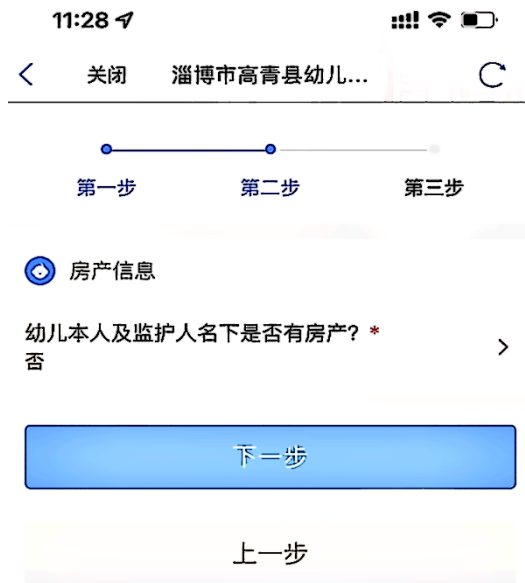 11:28
关闭 淄博市高青县幼儿...
第一步 第二步 第三步
房产信息
幼儿本人及监护人名下是否有房产？ *
否
下一步
上一步